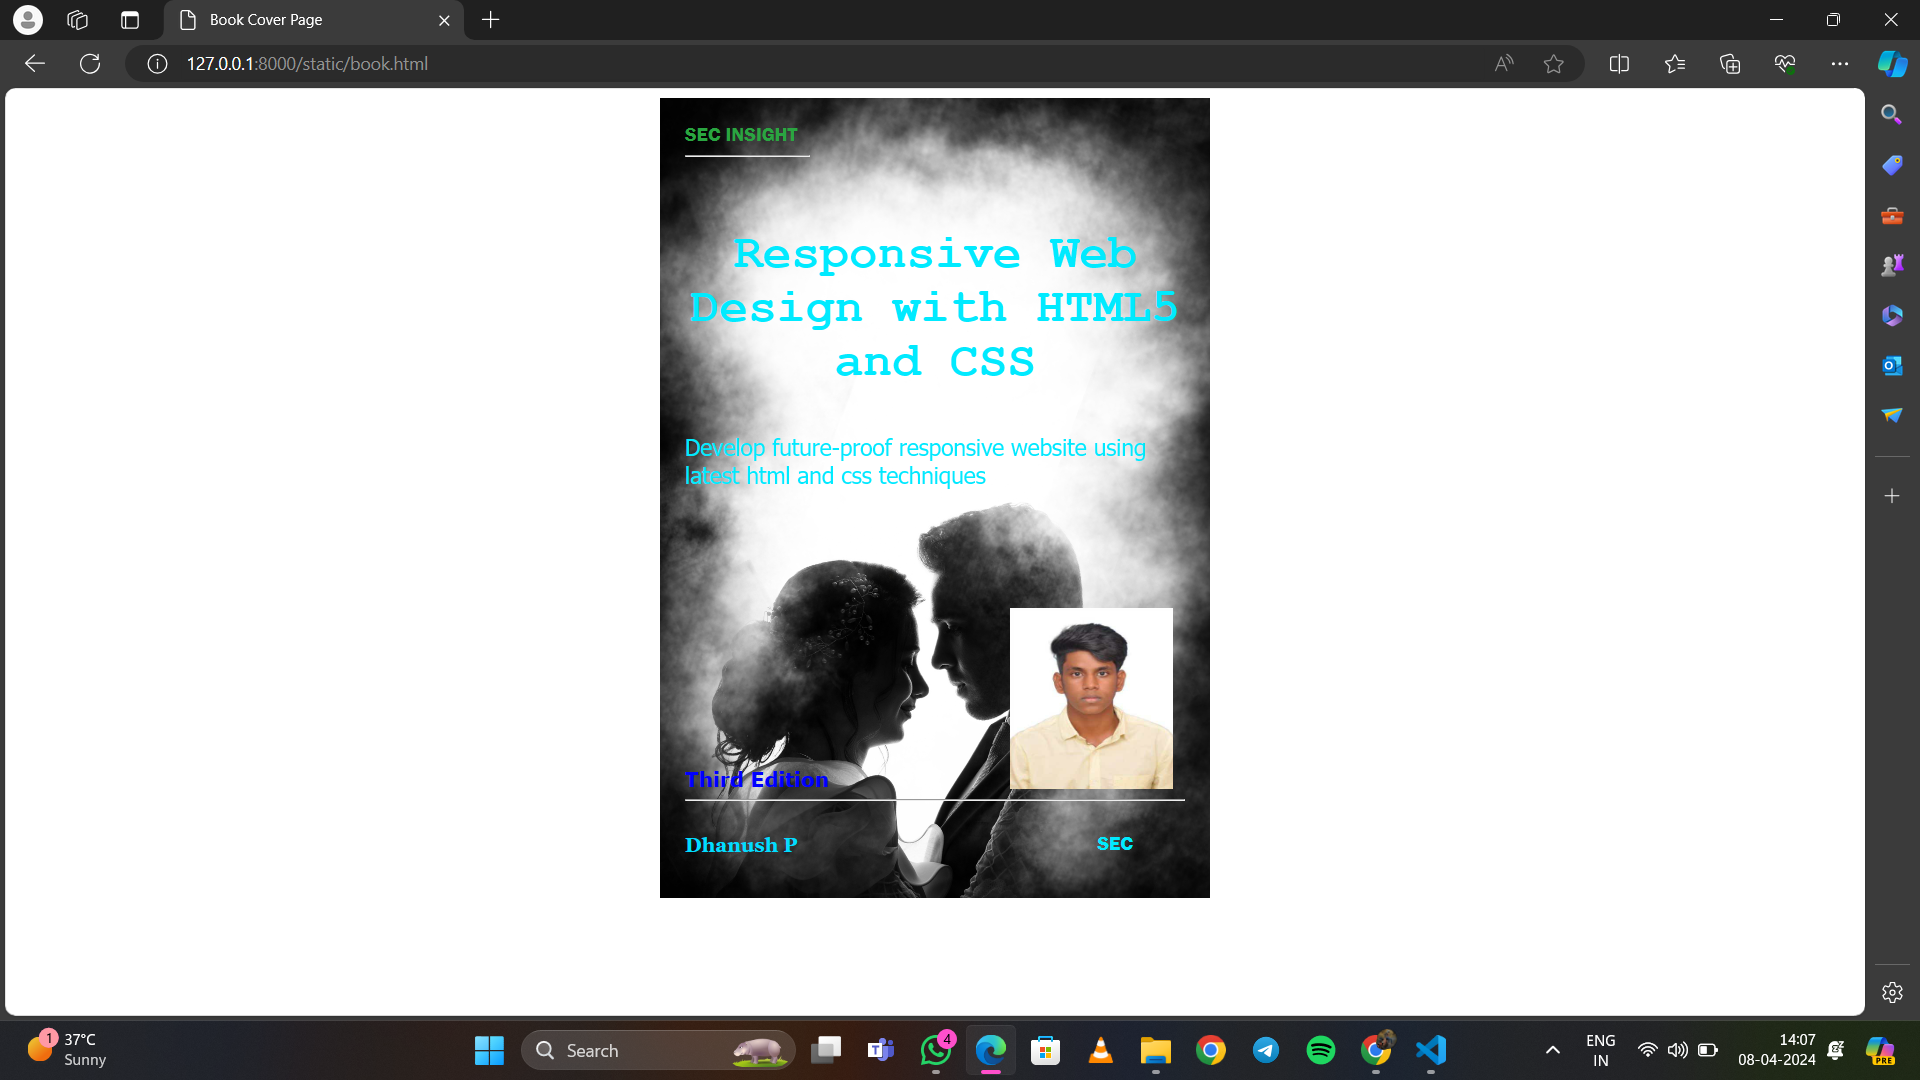 Book Cover Page
127.0.0.1:8000/static/book.html
SEC INSIGHT
Responsive Web
Design with HTML5
and CSS
Develop future-proof responsive website using
latest html and css techniques
Third Edition
Dhanush P
SEC
1
37°C
Sunny
Search
4
ENG
IN
14:07
08-04-2024
PRE